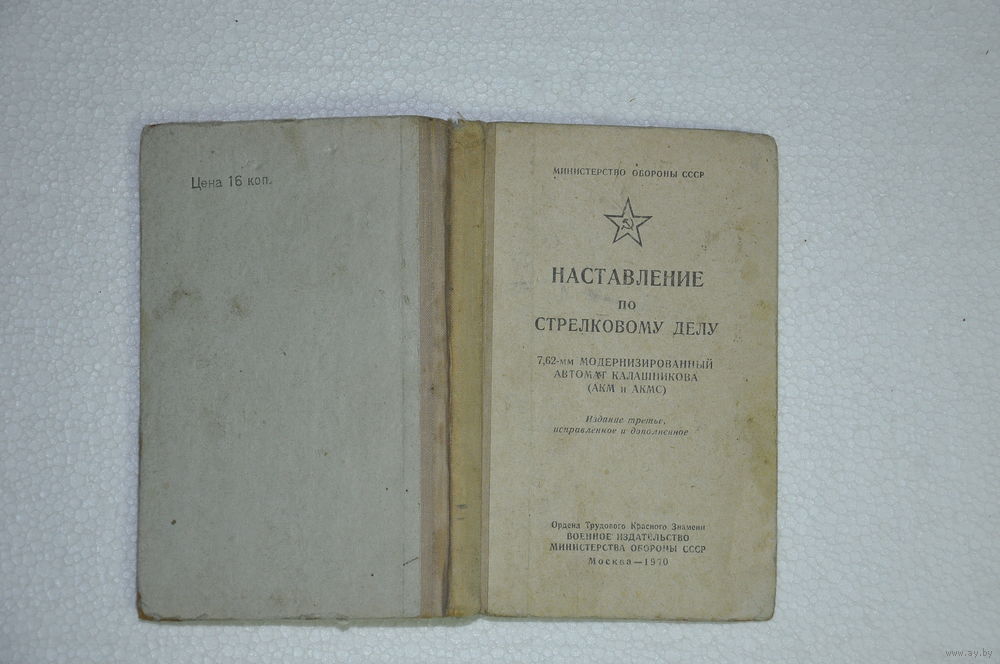 Цена 16 коп.
МИНИСТЕРСТВО ОБОРОНЫ СССР
НАСТАВЛЕНИЕ
ПО
СТРЕЛКОВОМУ ДЕЛУ
7,62-мм МОДЕРНИЗИРОВАННЫЙ
АВТОМАТ КАЛАШНИКОВА
(АКМ и АКМС)
Издание третье,
исправленное и дополненное
Ордена Трудового Красного Знамени
ВОЕННОЕ ИЗДАТЕЛЬСТВО
МИНИСТЕРСТВА ОБОРОНЫ СССР
Москва — 1970
www.ay.by